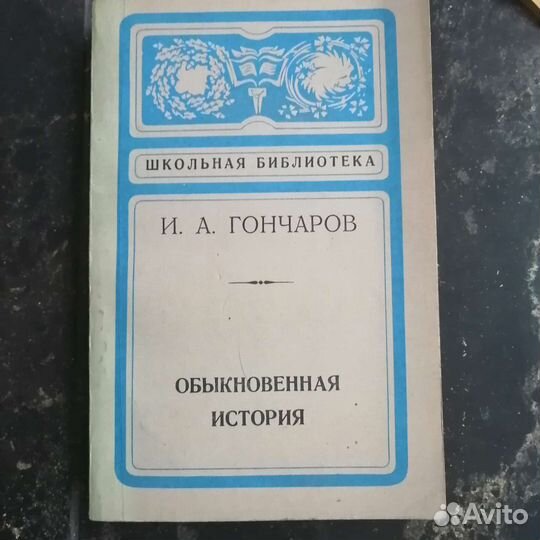 ШКОЛЬНАЯ БИБЛИОТЕКА
И. А. ГОНЧАРОВ
ОБЫКНОВЕННАЯ
ИСТОРИЯ
Avito